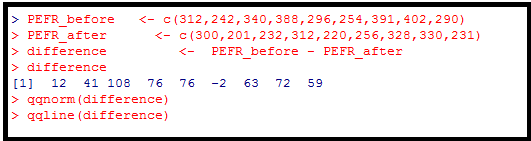 > PEFR_before   <- c(312,242,340,388,296,254,391,402,290)
> PEFR_after      <- c(300,201,232,312,220,256,328,330,231)
> difference         <-  PEFR_before - PEFR_after
> difference
[1]  12  41 108  76  76  -2  63  72  59
> qqnorm(difference)
> qqline(difference)